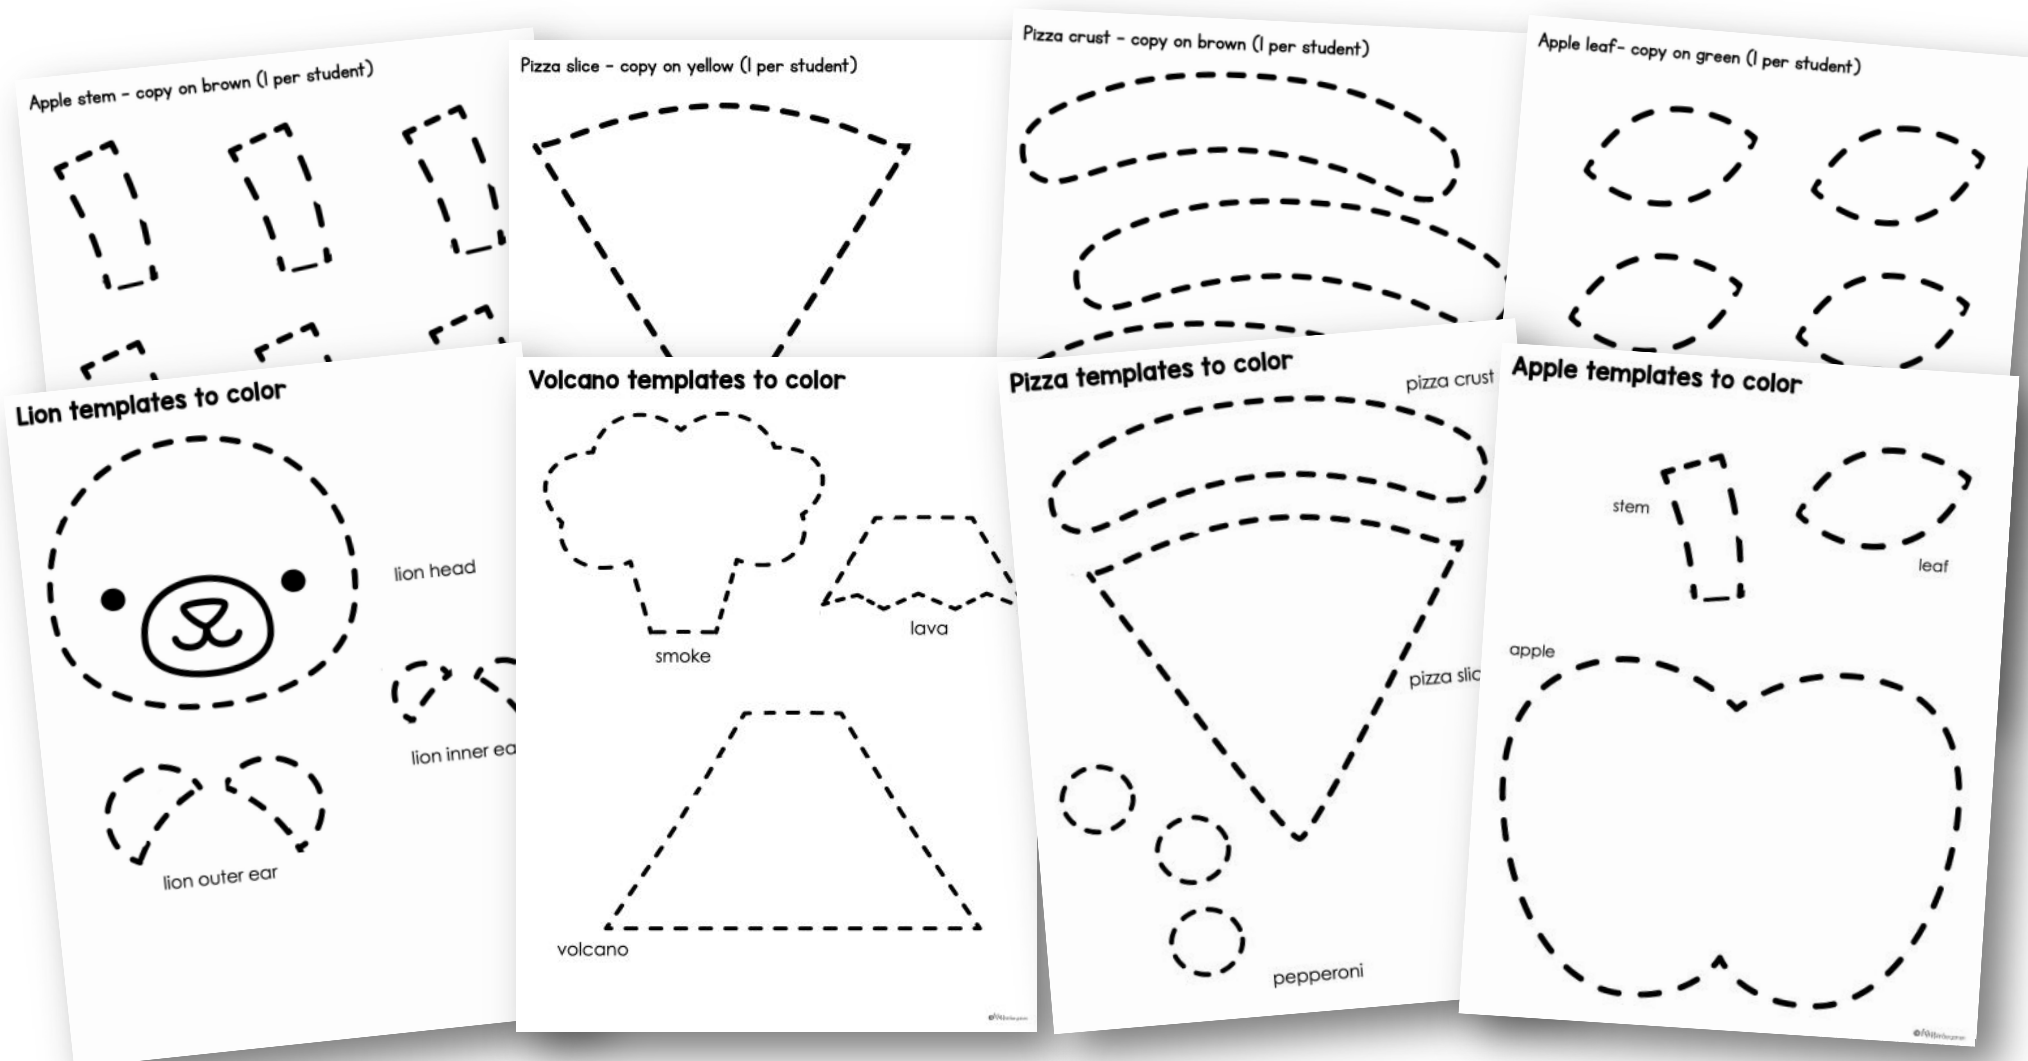 Apple stem - copy on brown (1 per student)
Pizza slice - copy on yellow (1 per student)
Pizza crust - copy on brown (1 per student)
Apple leaf- copy on green (1 per student)
Lion templates to color
lion head
lion inner ea
lion outer ear
Volcano templates to color
smoke
lava
volcano
Pizza templates to color
pizza crust
pizza slic
pepperoni
Apple templates to color
stem
leaf
apple